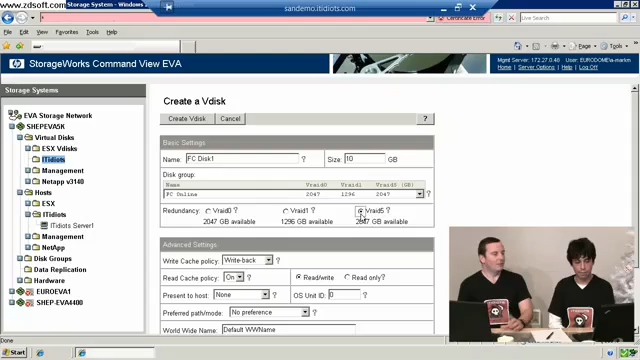 www.zdsoft.com
Storage System - Windows
sandemo.itidiots.com
Certificate Error
Live Search
File Edit View Favorites Tools Help
Page Tools
StorageWorks Command View EVA
Mgmt Server: 172.27.0.48 User: EURODOME\a-markn
Home Server Options Help Log Off
Storage Systems
EVA Storage Network
SHEPEVA5K
Virtual Disks
ESX Vdisks
ITidiots
Management
Netapp v3140
Hosts
ESX
ITidiots
ITidiots Server1
Management
NetApp
Disk Groups
Data Replication
Hardware
EUROEVA1
SHEP-EVA4400
Create a Vdisk
Create Vdisk Cancel ?
Basic Settings
Name: FC Disk1 ? Size: 10 GB
Disk group:
Name Vraid0 Vraid1 Vraid5 (GB)
FC Online 2047 1296 2047 ?
Redundancy: Vraid0 ? Vraid1 ? Vraid5 ?
2047 GB available 1296 GB available 2047 GB available
Advanced Settings
Write Cache policy: Write-back ?
Read Cache policy: On ? Read/write Read only ?
Present to host: None ? OS Unit ID: 0 ?
Preferred path/mode: No preference ?
World Wide Name: Default WWName
Done
Start